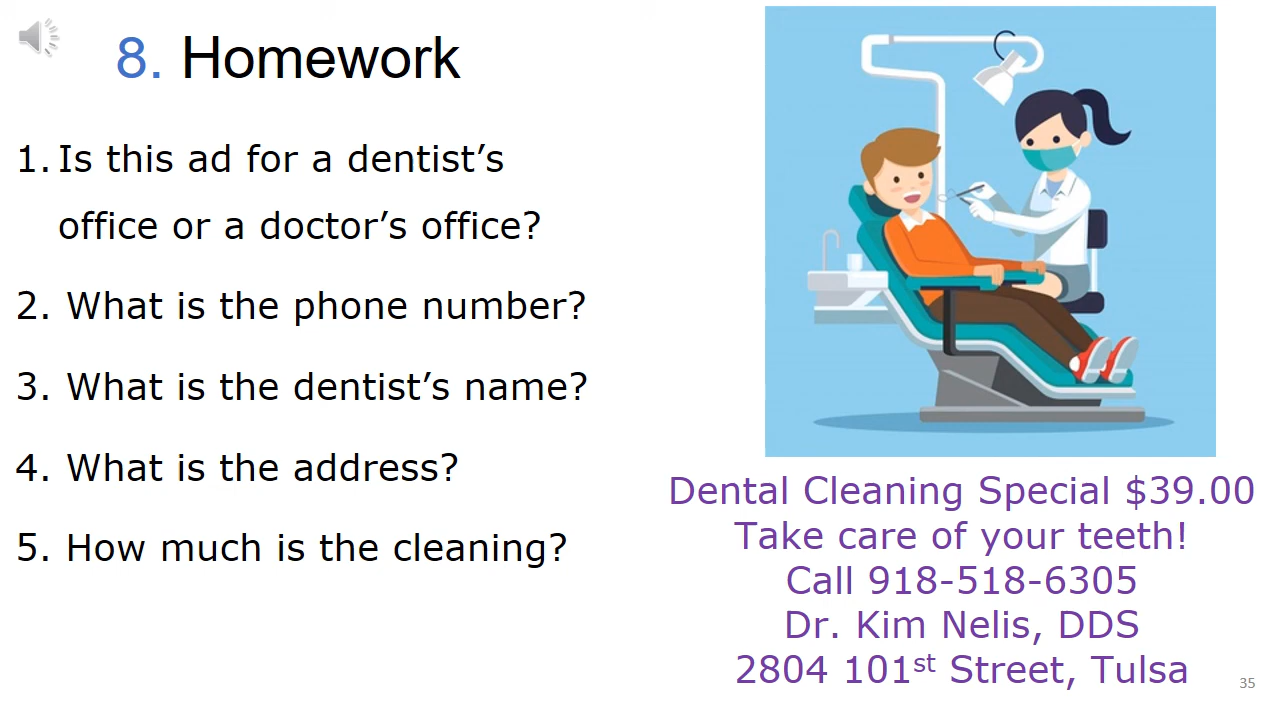 8. Homework
1. Is this ad for a dentist’s
office or a doctor’s office?
2. What is the phone number?
3. What is the dentist’s name?
4. What is the address?
5. How much is the cleaning?
Dental Cleaning Special $39.00
Take care of your teeth!
Call 918-518-6305
Dr. Kim Nelis, DDS
2804 101st Street, Tulsa
35